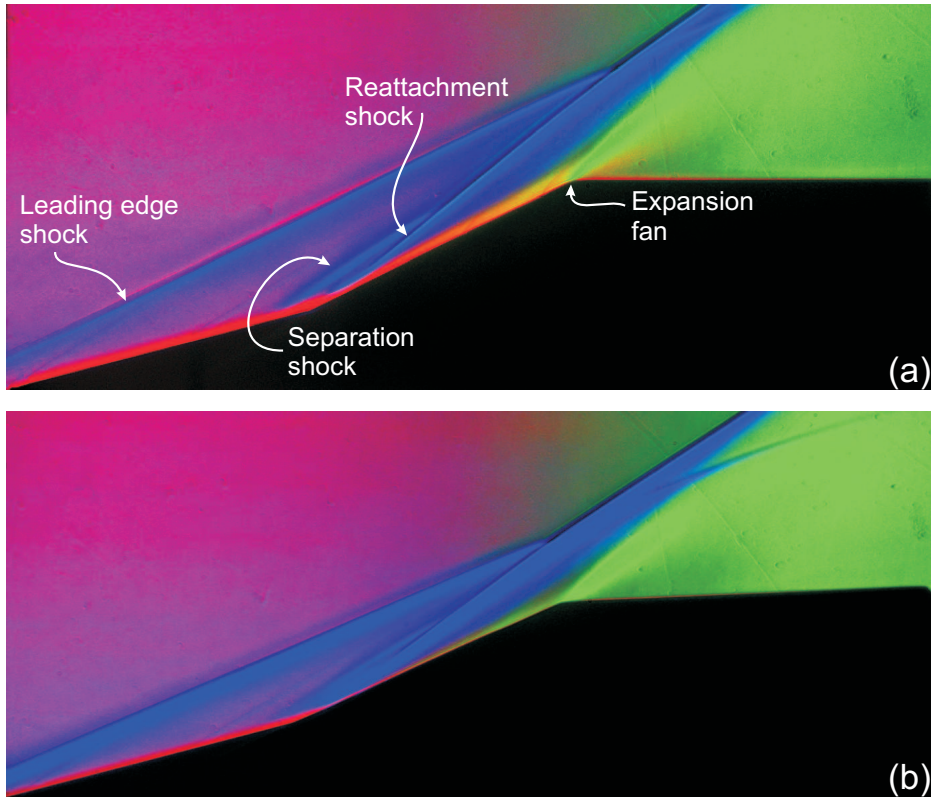 Reattachment
shock
Leading edge
shock
Expansion
fan
Separation
shock
(a)
(b)